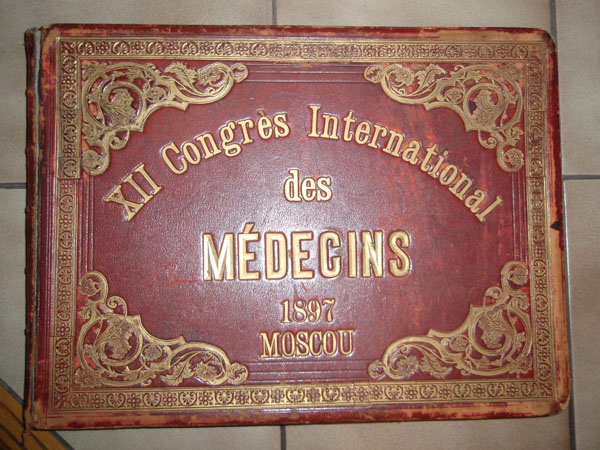 XII Congrès International
des
MÉDECINS
1897
MOSCOU